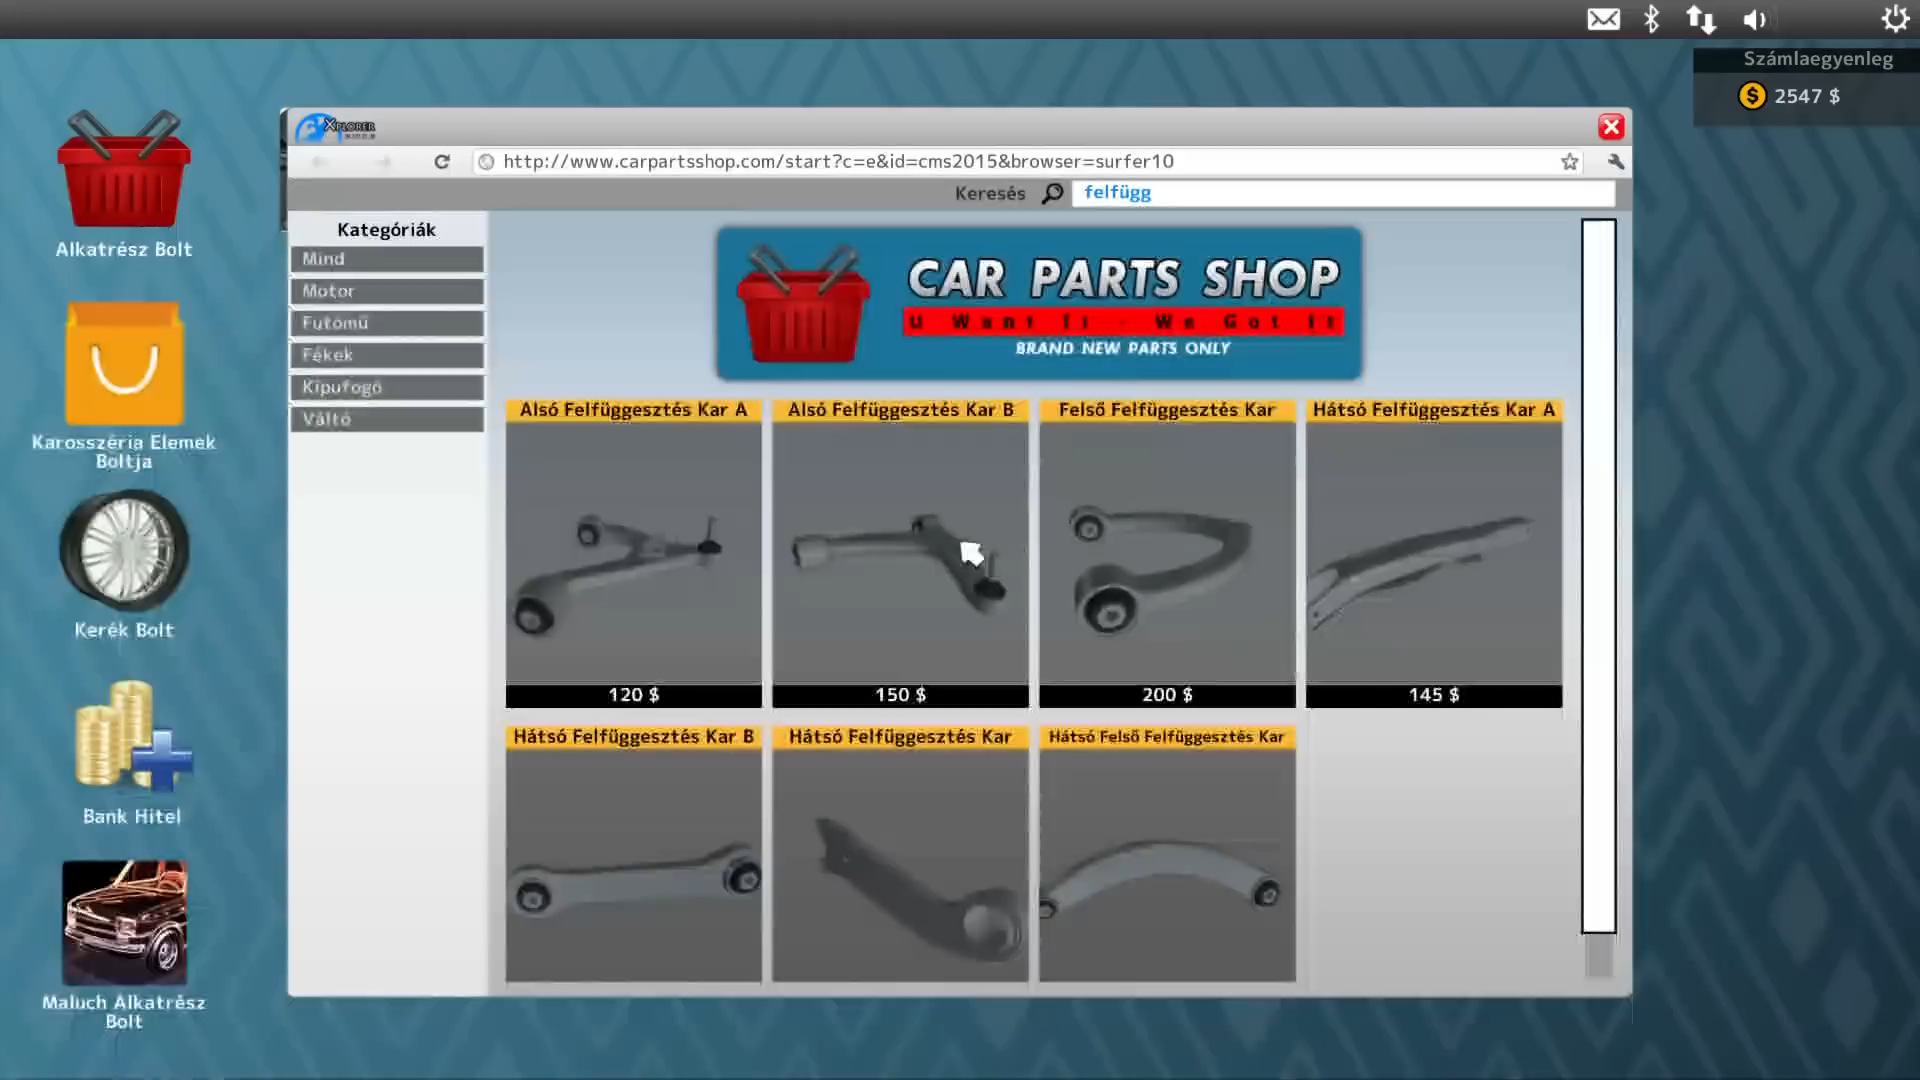 Számlaegyenleg
2547 $
Alkatrész Bolt
Karosszéria Elemek
Boltja
Kerék Bolt
Bank Hitel
Maluch Alkatrész
Bolt
XPLORER
http://www.carpartsshop.com/start?c=e&id=cms2015&browser=surfer10
Keresés
felfügg
Kategóriák
Mind
Motor
Futómű
Fékek
Kipufogó
Váltó
CAR PARTS SHOP
U Want It - We Got It
BRAND NEW PARTS ONLY
Alsó Felfüggesztés Kar A
120 $
Alsó Felfüggesztés Kar B
150 $
Felső Felfüggesztés Kar
200 $
Hátsó Felfüggesztés Kar A
145 $
Hátsó Felfüggesztés Kar B
Hátsó Felfüggesztés Kar
Hátsó Felső Felfüggesztés Kar